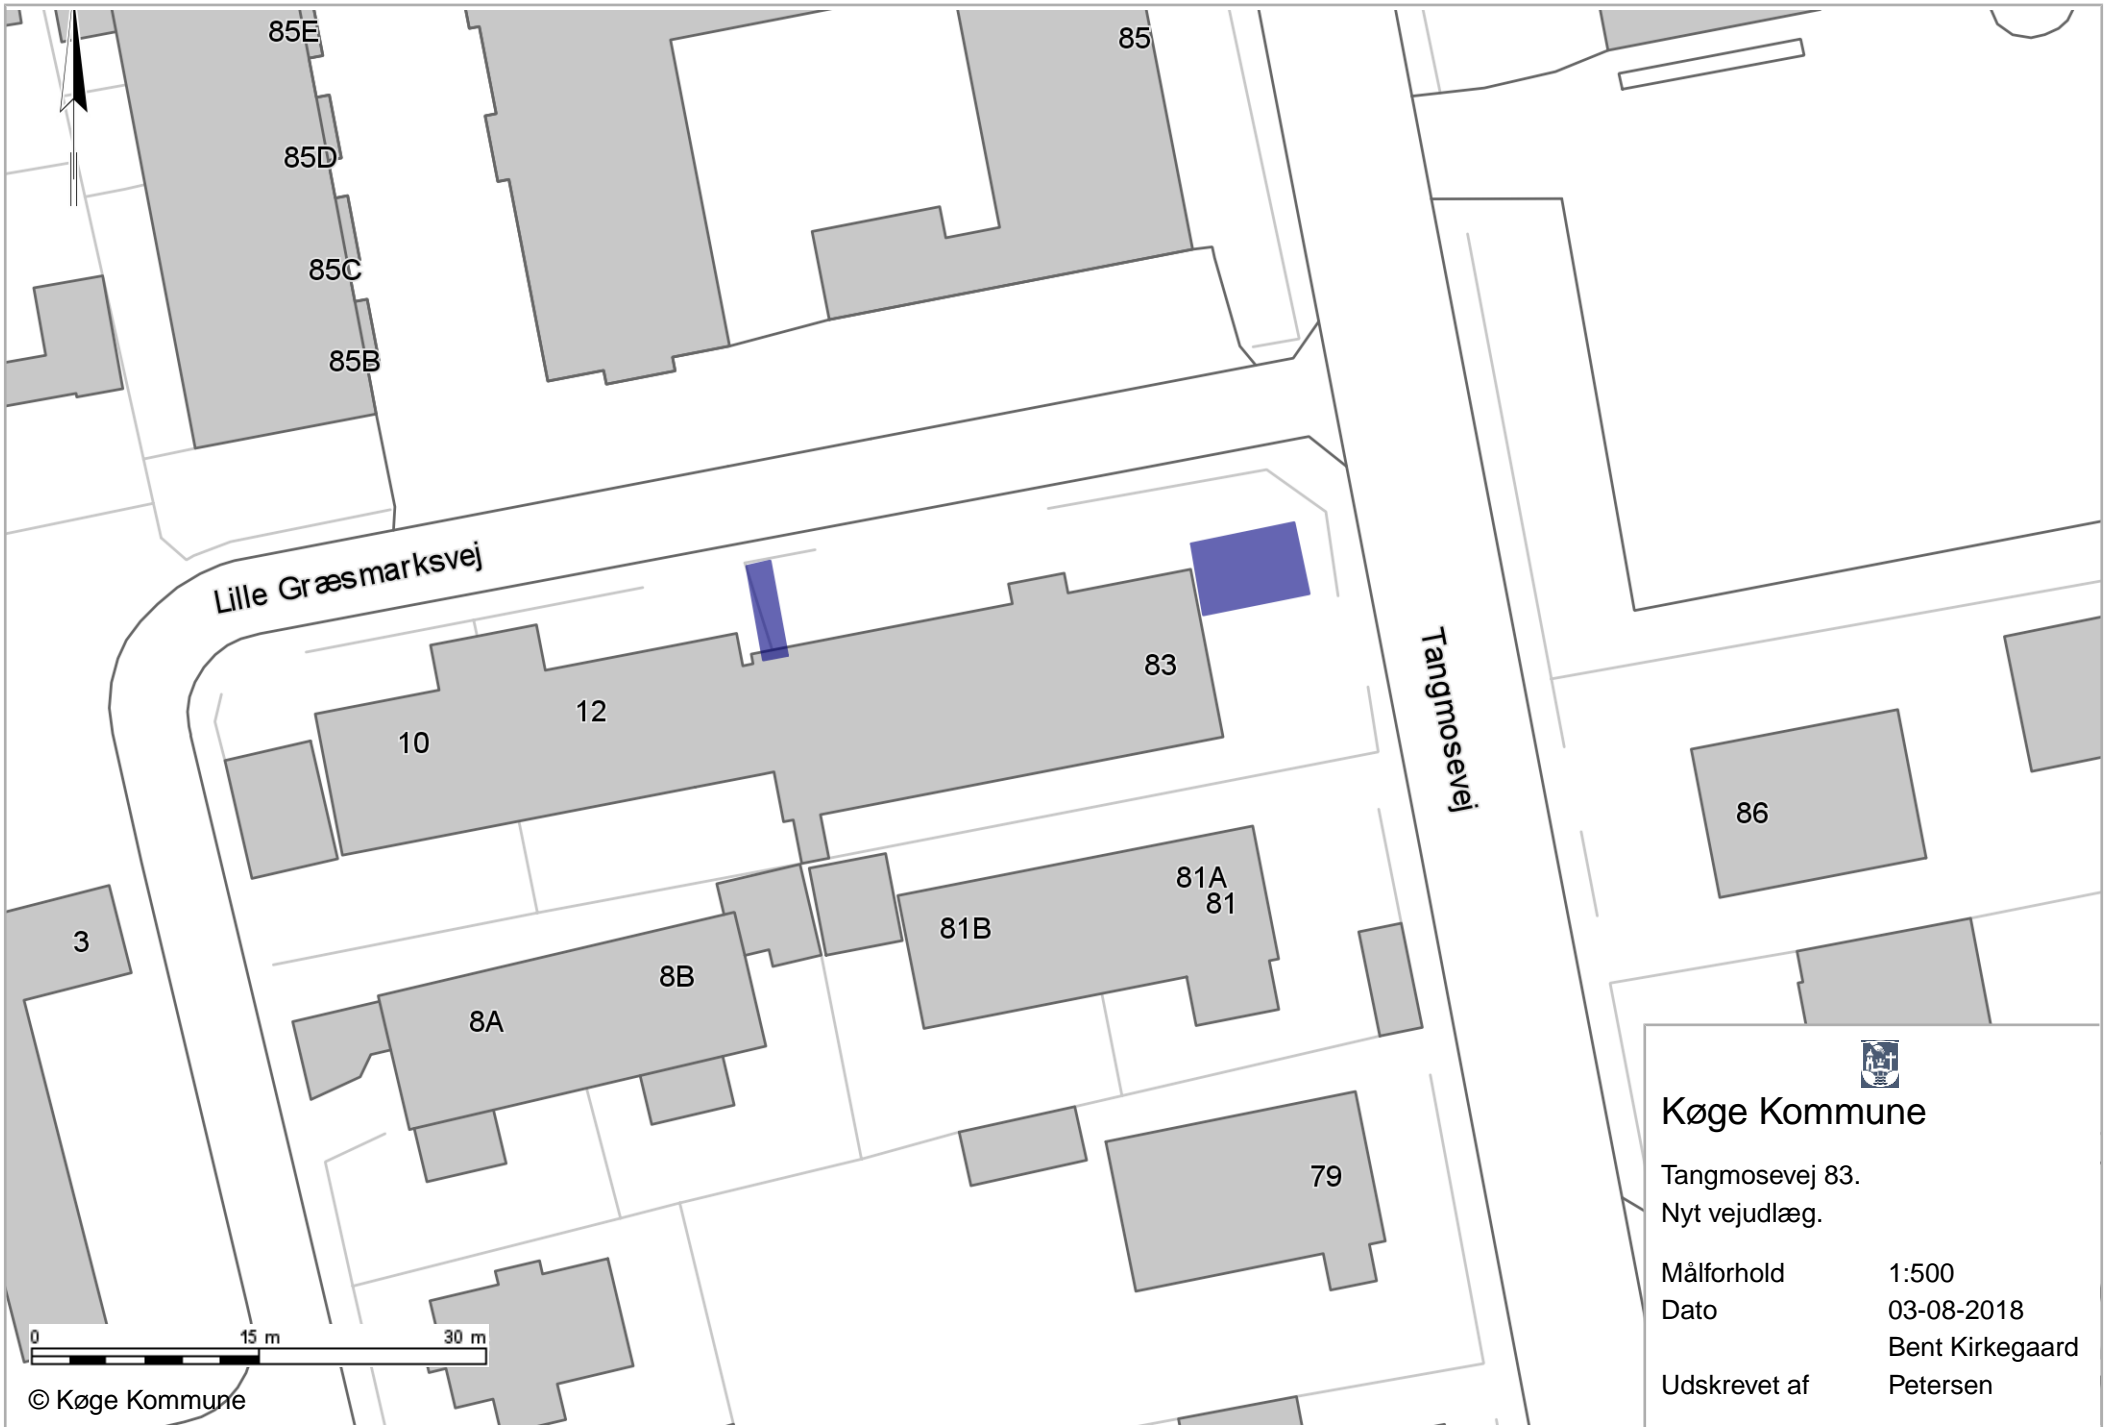 85E
85
85D
85C
85B
Lille Græsmarksvej
Tangmosevej
83
12
10
86
81A
81
81B
3
8B
8A
79
Køge Kommune
Tangmosevej 83.
Nyt vejudlæg.
Målforhold 1:500
Dato 03-08-2018
Bent Kirkegaard
Udskrevet af Petersen
0 15 m 30 m
© Køge Kommune